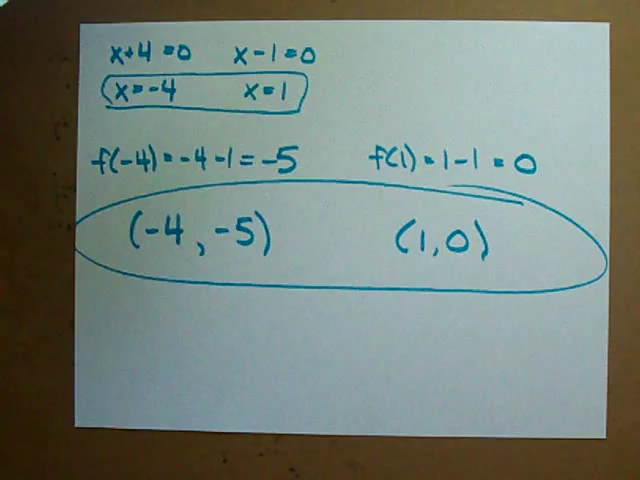 x+4=0 x-1=0
x=-4 x=1
f(-4)=-4-1=-5 f(1)=1-1=0
(-4,-5) (1,0)